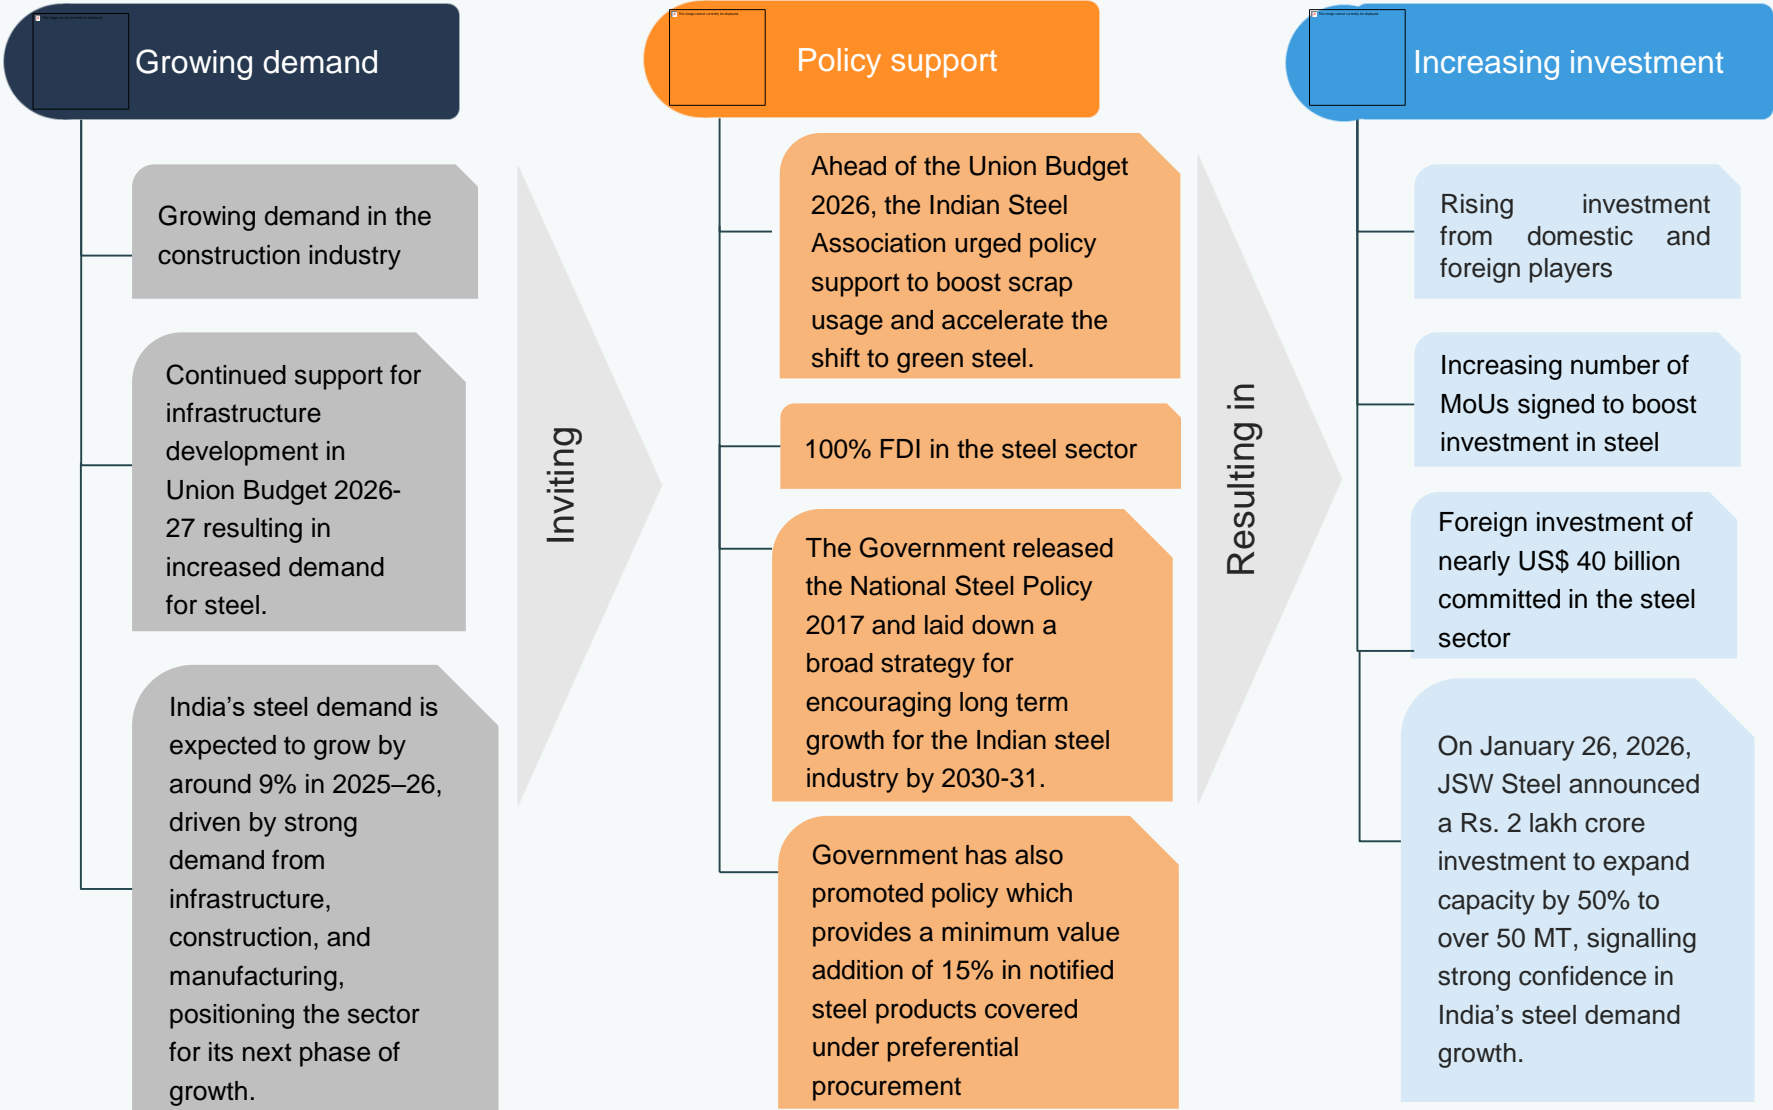 Growing demand
Growing demand in the
construction industry
Continued support for
infrastructure
development in
Union Budget 2026-
27 resulting in
increased demand
for steel.
India’s steel demand is
expected to grow by
around 9% in 2025–26,
driven by strong
demand from
infrastructure,
construction, and
manufacturing,
positioning the sector
for its next phase of
growth.
Inviting
Policy support
Ahead of the Union Budget
2026, the Indian Steel
Association urged policy
support to boost scrap
usage and accelerate the
shift to green steel.
100% FDI in the steel sector
The Government released
the National Steel Policy
2017 and laid down a
broad strategy for
encouraging long term
growth for the Indian steel
industry by 2030-31.
Government has also
promoted policy which
provides a minimum value
addition of 15% in notified
steel products covered
under preferential
procurement
Resulting in
Increasing investment
Rising investment
from domestic and
foreign players
Increasing number of
MoUs signed to boost
investment in steel
Foreign investment of
nearly US$ 40 billion
committed in the steel
sector
On January 26, 2026,
JSW Steel announced
a Rs. 2 lakh crore
investment to expand
capacity by 50% to
over 50 MT, signalling
strong confidence in
India’s steel demand
growth.